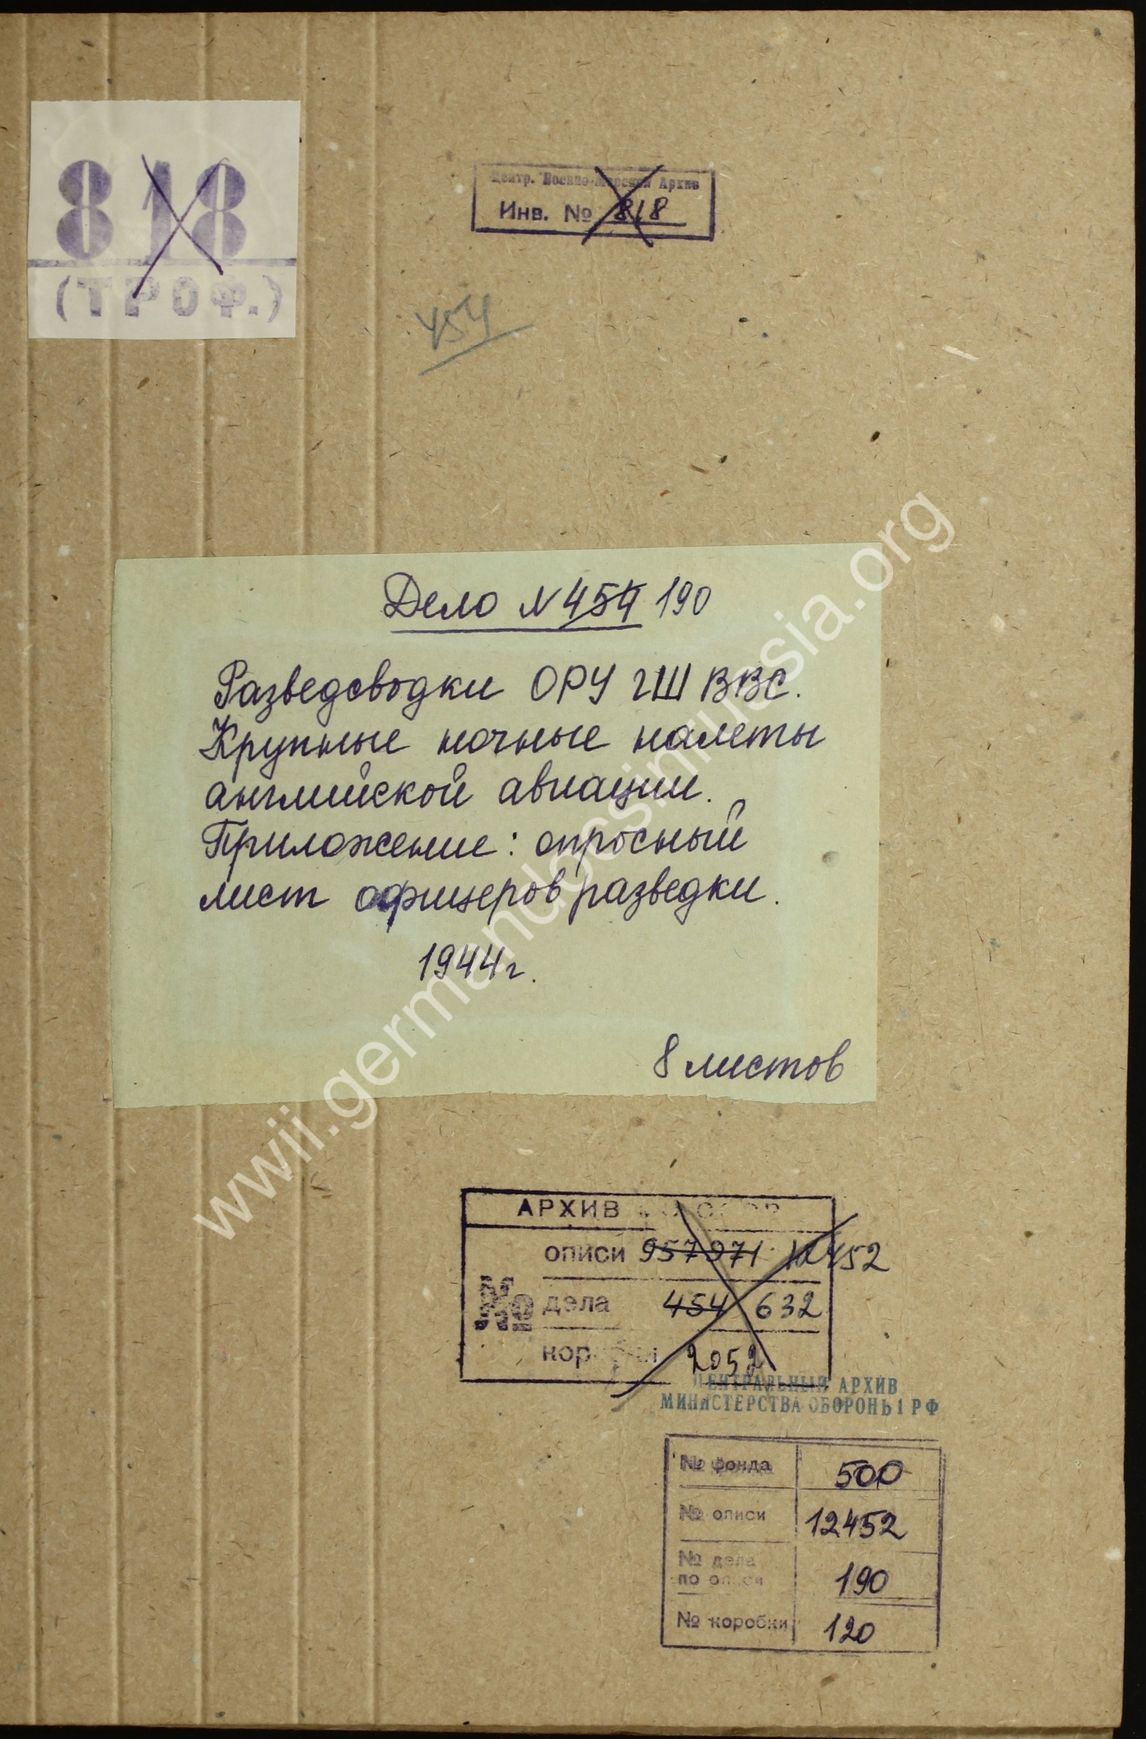 818
(ТРОФ.)
Центр. Военно-Морской Архив
Инв. № 818
454
Дело N 454 190
Разведсводки ОРУ ГШ ВВС.
Крупные ночные налеты
английской авиации.
Приложение: опросный
лист офицеров разведки.
1944 г.
8 листов
АРХИВ
описи 957971 12452
№ дела 454 632
коробки 2052
ЦЕНТРАЛЬНЫЙ АРХИВ
МИНИСТЕРСТВА ОБОРОНЫ РФ
№ фонда 500
№ описи 12452
№ дела
по описи 190
№ коробки 120
wwii.germandocsinrussia.org